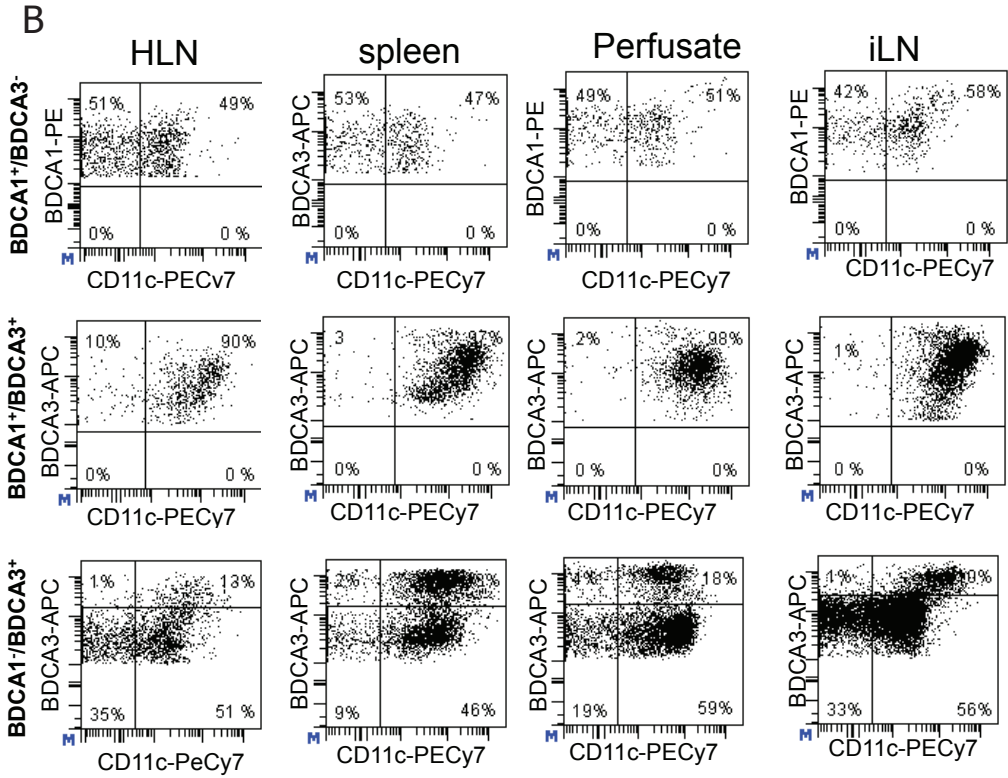 B
HLN spleen Perfusate iLN
BDCA1+/BDCA3-
BDCA1-PE
51% 49%
0% 0 %
M
CD11c-PECv7
BDCA3-APC
53% 47%
0% 0 %
M
CD11c-PECy7
BDCA1-PE
49% 51%
0% 0 %
M
CD11c-PECy7
BDCA1-PE
42% 58%
0% 0 %
M
CD11c-PECy7
BDCA1+/BDCA3+
BDCA3-APC
10% 90%
0% 0 %
M
CD11c-PECy7
BDCA3-APC
3 97%
0% 0%
M
CD11c-PECy7
BDCA3-APC
2% 98%
0 % 0%
M
CD11c-PECy7
BDCA3-APC
1%
0 % 0%
M
CD11c-PECy7
BDCA1-/BDCA3+
BDCA3-APC
1% 13%
35% 51 %
M
CD11c-PeCy7
BDCA3-APC
9% 46%
M
CD11c-PECy7
BDCA3-APC
18%
19% 59%
M
CD11c-PECy7
BDCA3-APC
1%
33% 56%
M
CD11c-PECy7